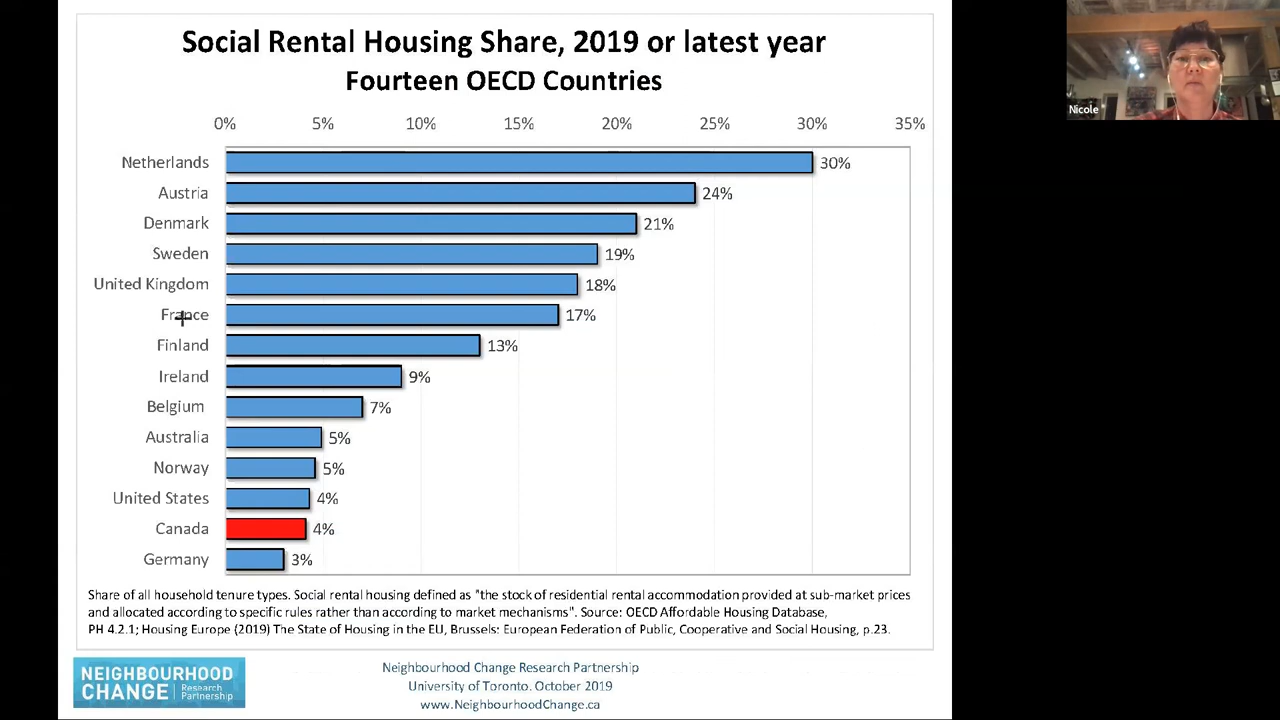 Social Rental Housing Share, 2019 or latest year
Fourteen OECD Countries
0% 5% 10% 15% 20% 25% 30% 35%
Netherlands 30%
Austria 24%
Denmark 21%
Sweden 19%
United Kingdom 18%
France 17%
Finland 13%
Ireland 9%
Belgium 7%
Australia 5%
Norway 5%
United States 4%
Canada 4%
Germany 3%
Share of all household tenure types. Social rental housing defined as "the stock of residential rental accommodation provided at sub-market prices
and allocated according to specific rules rather than according to market mechanisms". Source: OECD Affordable Housing Database,
PH 4.2.1; Housing Europe (2019) The State of Housing in the EU, Brussels: European Federation of Public, Cooperative and Social Housing, p.23.
NEIGHBOURHOOD
CHANGE Research
Partnership
Neighbourhood Change Research Partnership
University of Toronto. October 2019
www.NeighbourhoodChange.ca
Nicole